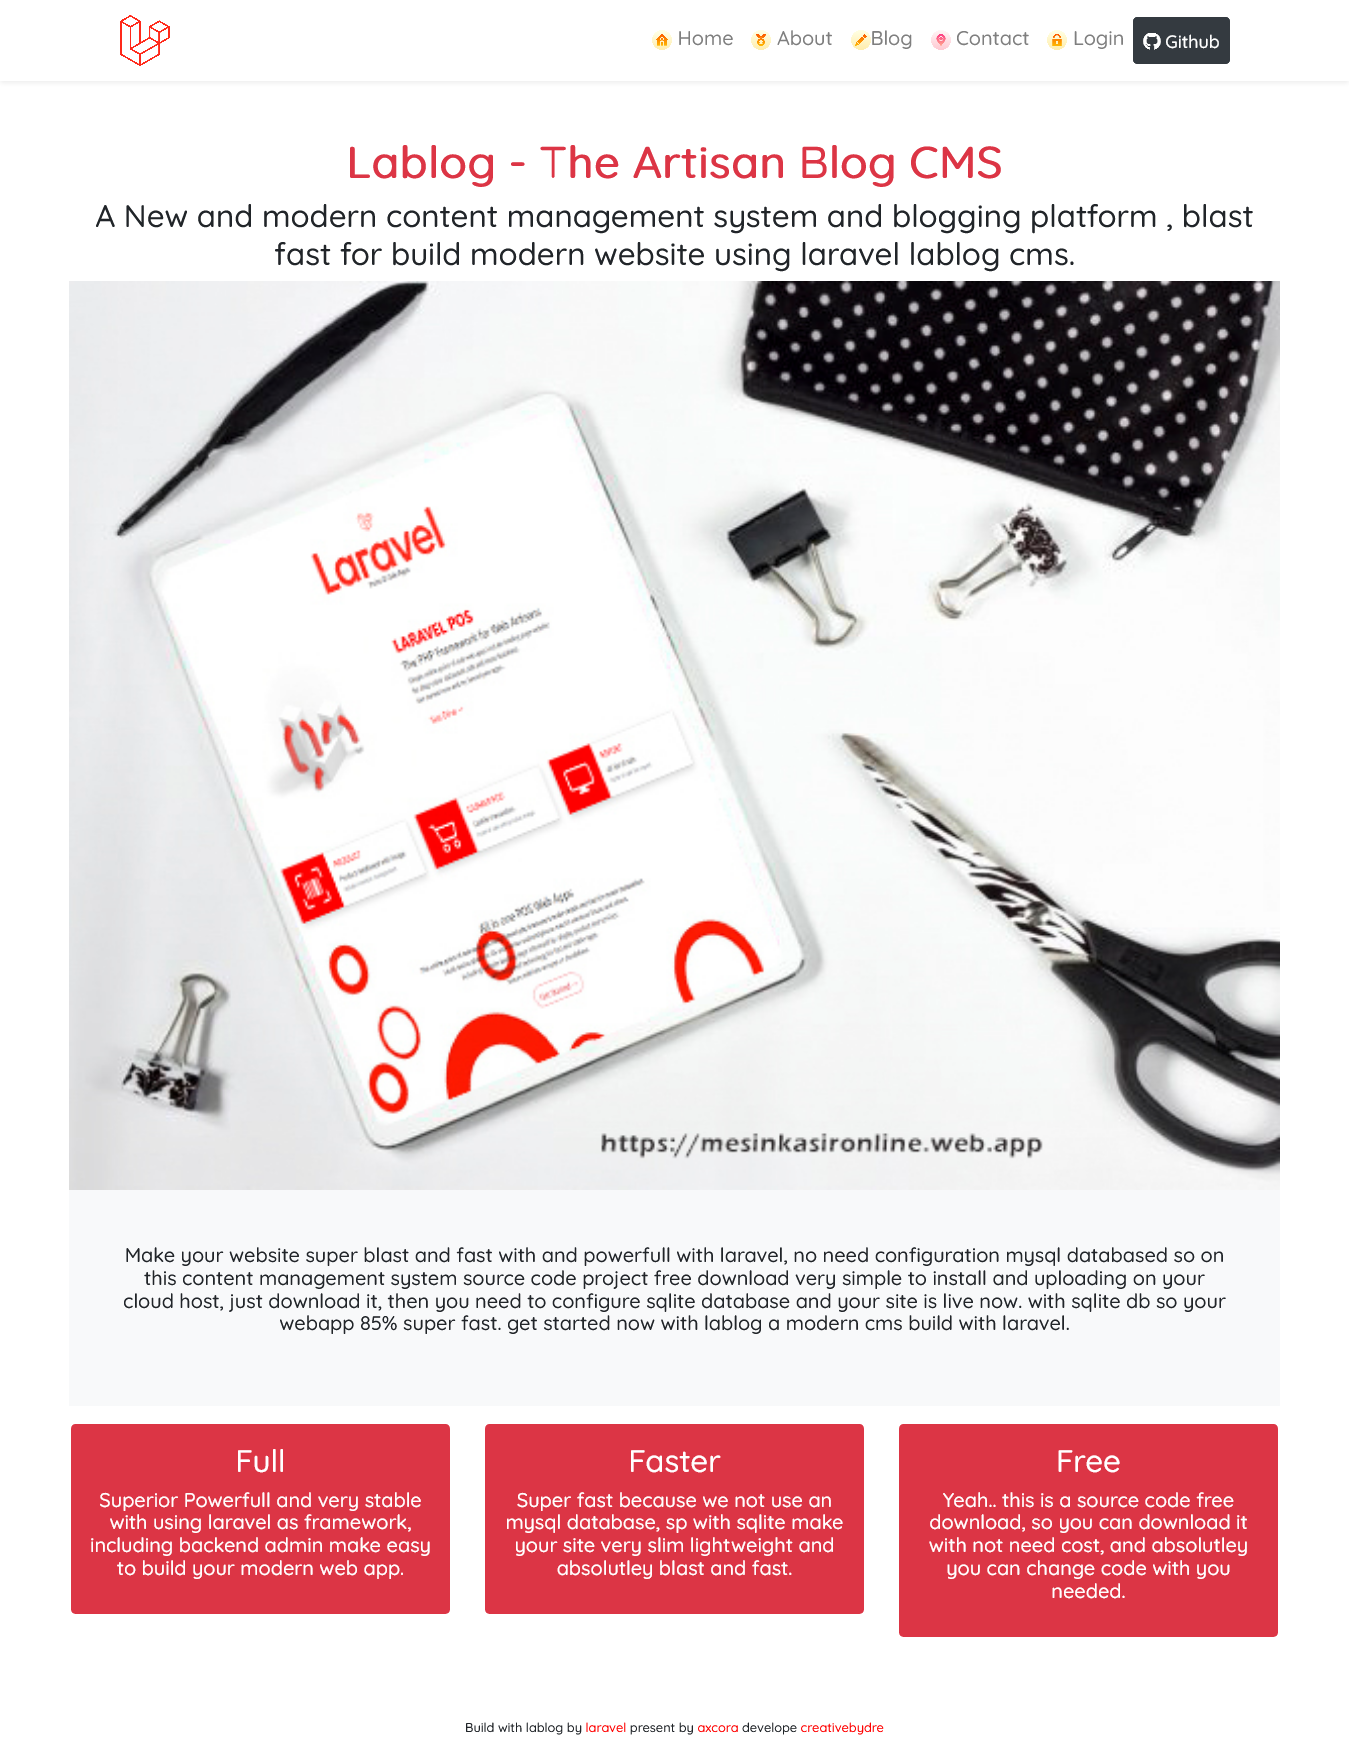 Home About Blog Contact Login Github
Lablog - The Artisan Blog CMS
A New and modern content management system and blogging platform , blast
fast for build modern website using laravel lablog cms.
Laravel
LARAVEL POS
The PHP Framework for Web Artisans
PRODUCT
All in one POS Web Apps
Get Started
https://mesinkasironline.web.app
Make your website super blast and fast with and powerfull with laravel, no need configuration mysql databased so on
this content management system source code project free download very simple to install and uploading on your
cloud host, just download it, then you need to configure sqlite database and your site is live now. with sqlite db so your
webapp 85% super fast. get started now with lablog a modern cms build with laravel.
Full
Superior Powerfull and very stable
with using laravel as framework,
including backend admin make easy
to build your modern web app.
Faster
Super fast because we not use an
mysql database, sp with sqlite make
your site very slim lightweight and
absolutley blast and fast.
Free
Yeah.. this is a source code free
download, so you can download it
with not need cost, and absolutley
you can change code with you
needed.
Build with lablog by laravel present by axcora develope creativebydre